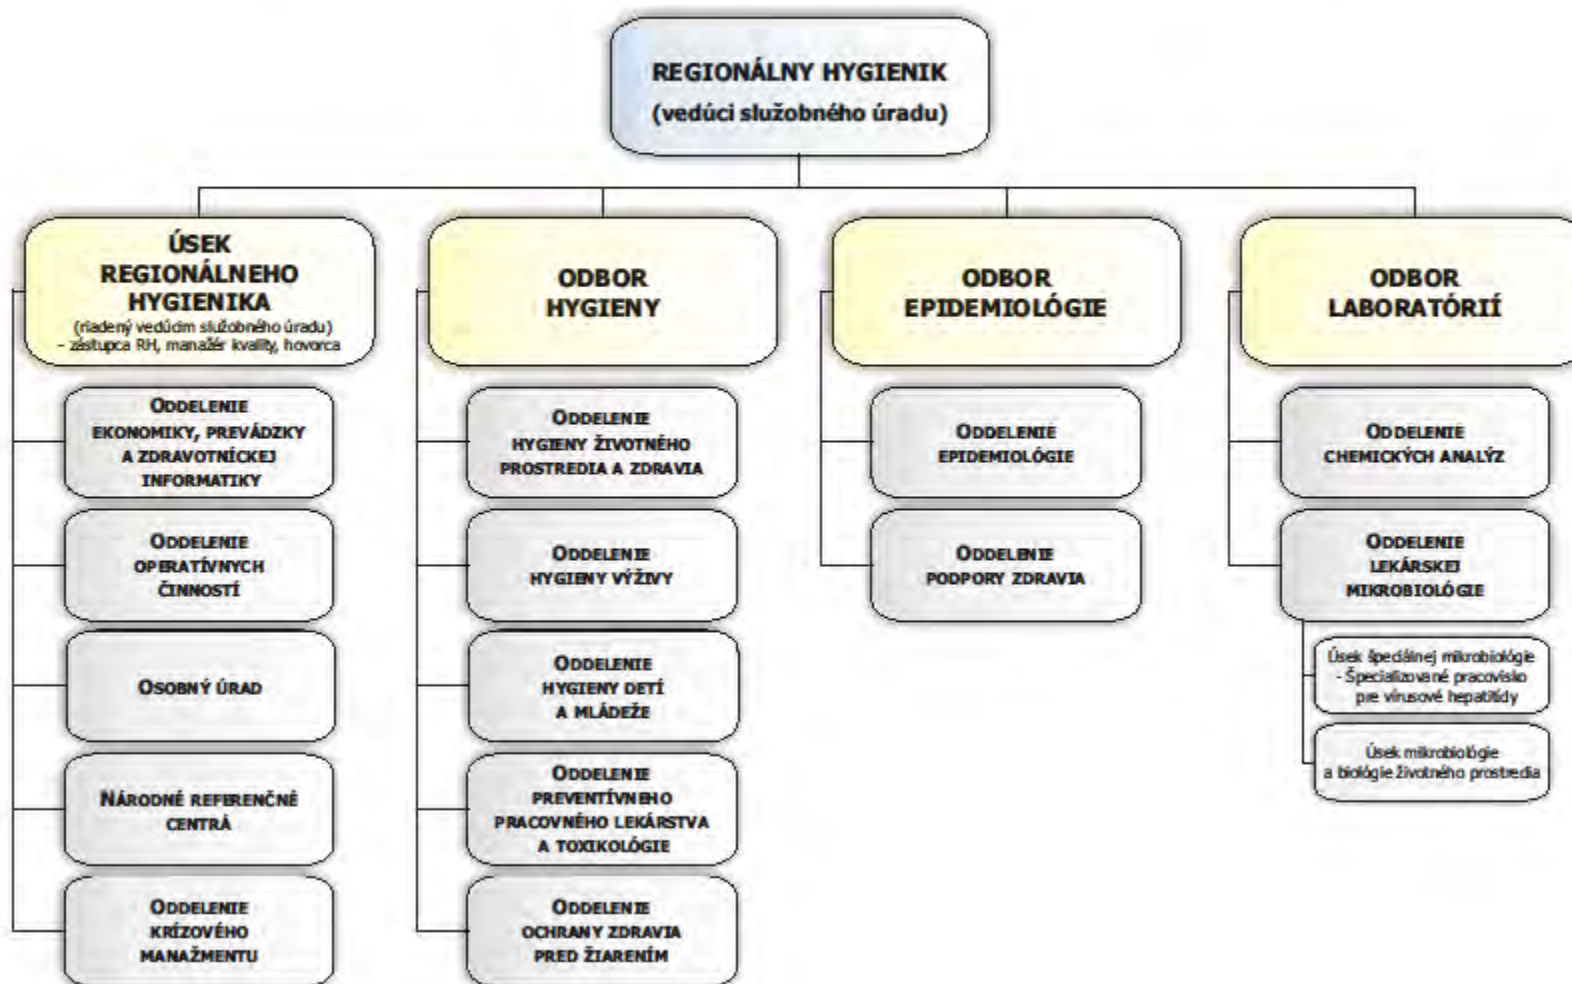 REGIONÁLNY HYGIENIK
(vedúci služobného úradu)
ÚSEK
REGIONÁLNEHO
HYGIENIKA
(riadený vedúcim služobného úradu)
- zástupca RH, manažér kvality, hovorca
ODDELENIE
EKONOMIKY, PREVÁDZKY
A ZDRAVOTNÍCKEJ
INFORMATIKY
ODDELENIE
OPERATÍVNYCH
ČINNOSTÍ
OSOBNÝ ÚRAD
NÁRODNÉ REFERENČNÉ
CENTRÁ
ODDELENIE
KRÍZOVÉHO
MANAŽMENTU
ODBOR
HYGIENY
ODDELENIE
HYGIENY ŽIVOTNÉHO
PROSTREDIA A ZDRAVIA
ODDELENIE
HYGIENY VÝŽIVY
ODDELENIE
HYGIENY DETÍ
A MLÁDEŽE
ODDELENIE
PREVENTÍVNEHO
PRACOVNÉHO LEKÁRSTVA
A TOXIKOLÓGIE
ODDELENIE
OCHRANY ZDRAVIA
PRED ŽIARENÍM
ODBOR
EPIDEMIOLÓGIE
ODDELENIE
EPIDEMIOLÓGIE
ODDELENIE
PODPORY ZDRAVIA
ODBOR
LABORATÓRIÍ
ODDELENIE
CHEMICKÝCH ANALÝZ
ODDELENIE
LEKÁRSKEJ
MIKROBIOLÓGIE
Úsek špeciálnej mikrobiológie
- Špecializované pracovisko
pre vírusové hepatitídy
Úsek mikrobiológie
a biológie životného prostredia